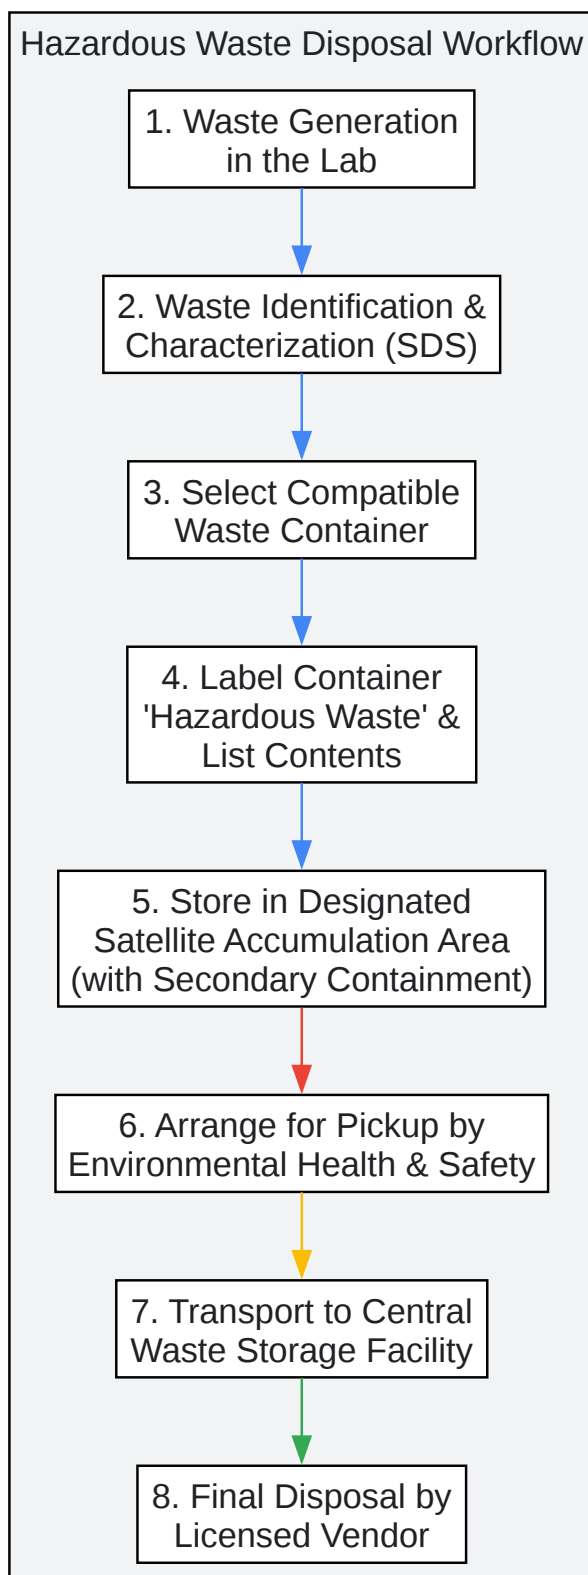 Hazardous Waste Disposal Workflow
1. Waste Generation
in the Lab
2. Waste Identification &
Characterization (SDS)
3. Select Compatible
Waste Container
4. Label Container
'Hazardous Waste' &
List Contents
5. Store in Designated
Satellite Accumulation Area
(with Secondary Containment)
6. Arrange for Pickup by
Environmental Health & Safety
7. Transport to Central
Waste Storage Facility
8. Final Disposal by
Licensed Vendor